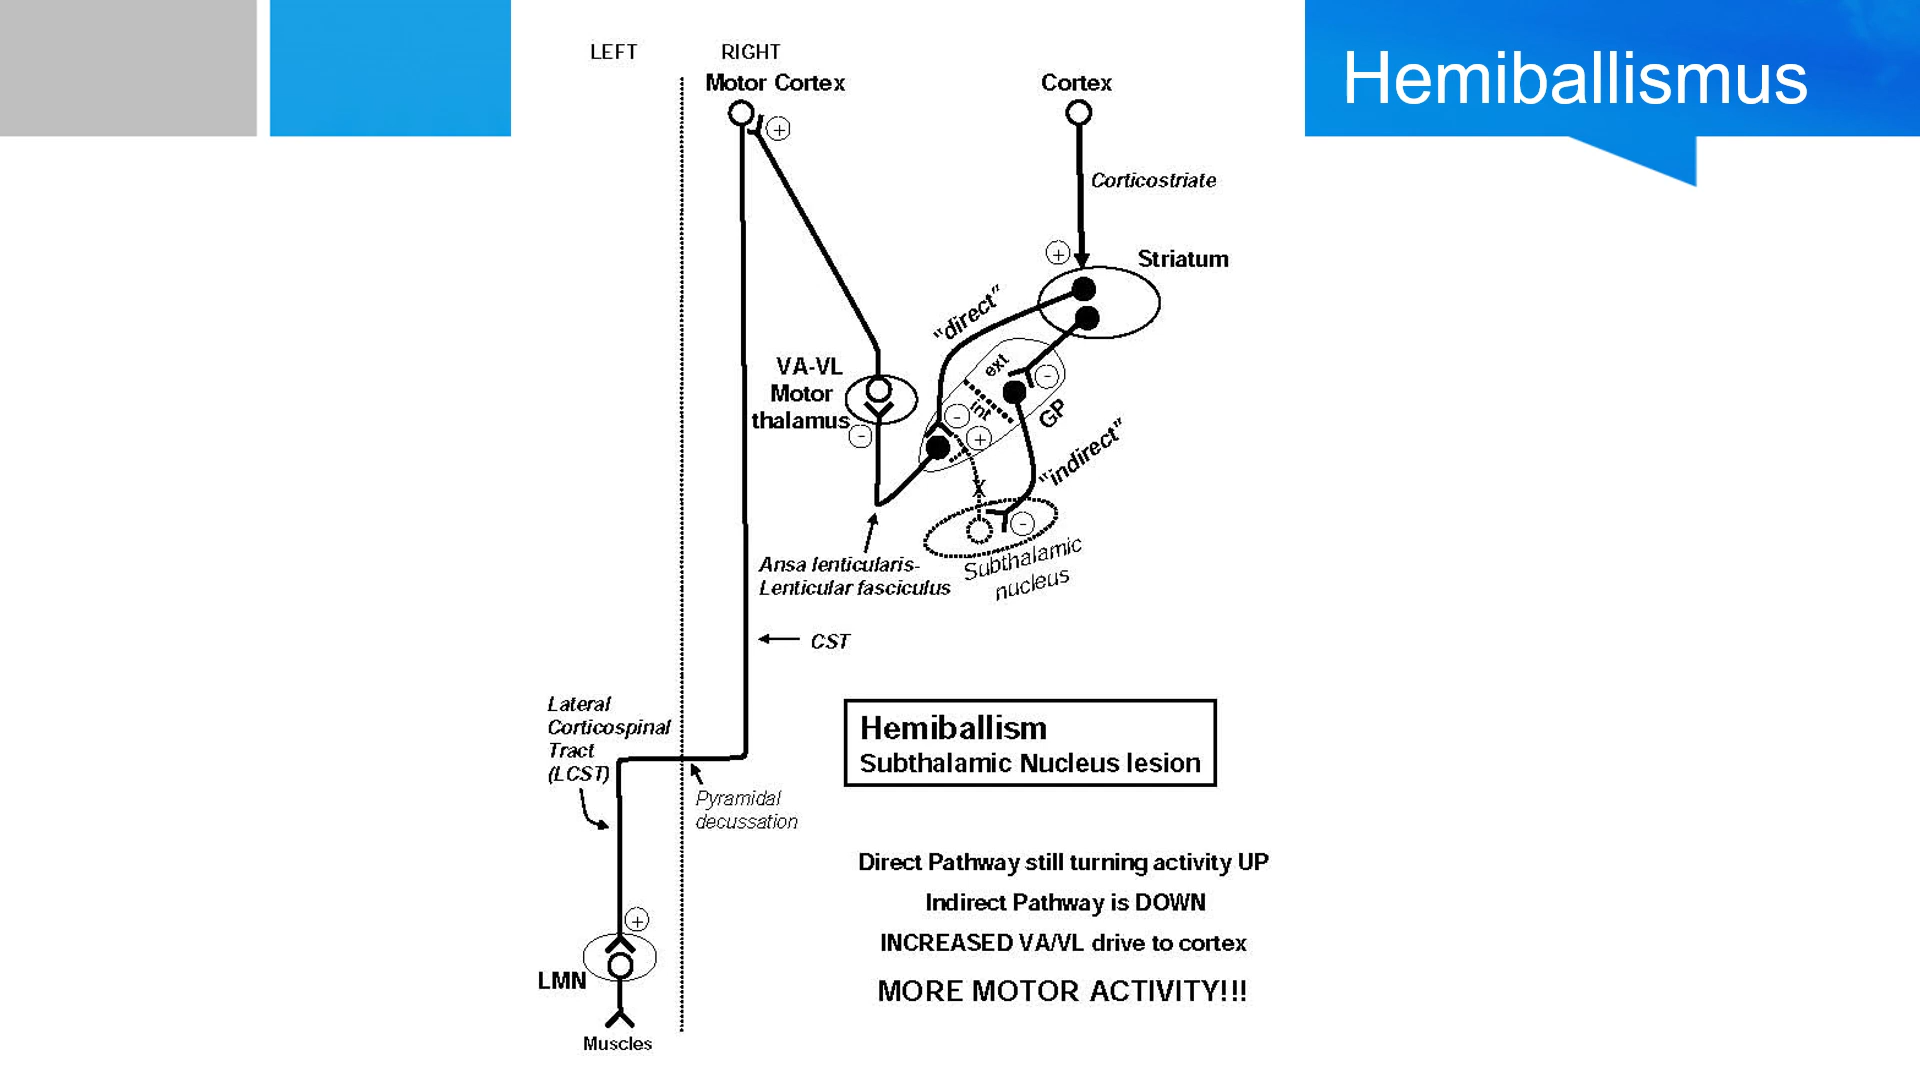 Hemiballismus
LEFT
RIGHT
Motor Cortex
Cortex
+
Corticostriate
+
Striatum
"direct"
VA-VL
Motor
thalamus
-
ext
int
-
-
+
GP
"indirect"
X
-
Subthalamic
nucleus
Ansa lenticularis-
Lenticular fasciculus
CST
Lateral
Corticospinal
Tract
(LCST)
Pyramidal
decussation
Hemiballism
Subthalamic Nucleus lesion
Direct Pathway still turning activity UP
Indirect Pathway is DOWN
INCREASED VA/VL drive to cortex
MORE MOTOR ACTIVITY!!!
+
LMN
Muscles